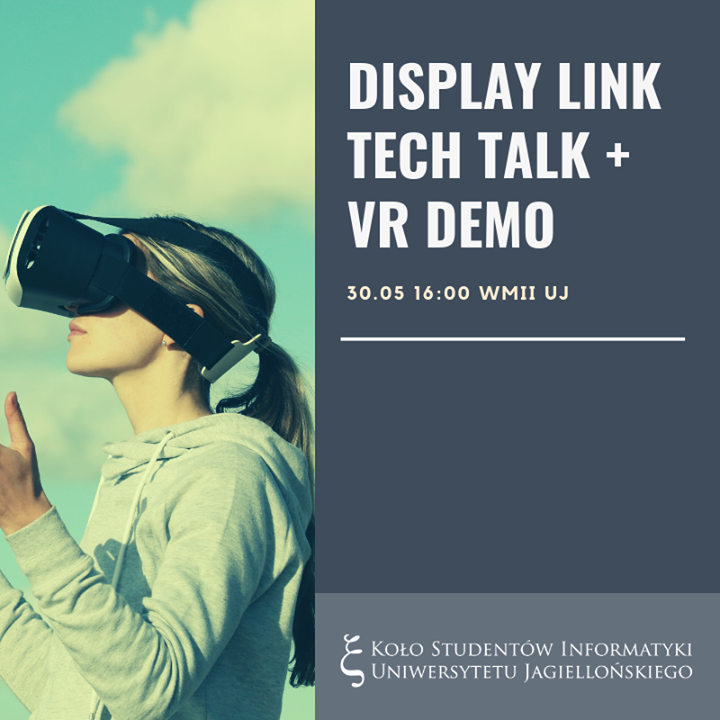 DISPLAY LINK
TECH TALK +
VR DEMO
30.05 16:00 WMII UJ
Koło Studentów Informatyki
Uniwersytetu Jagiellońskiego